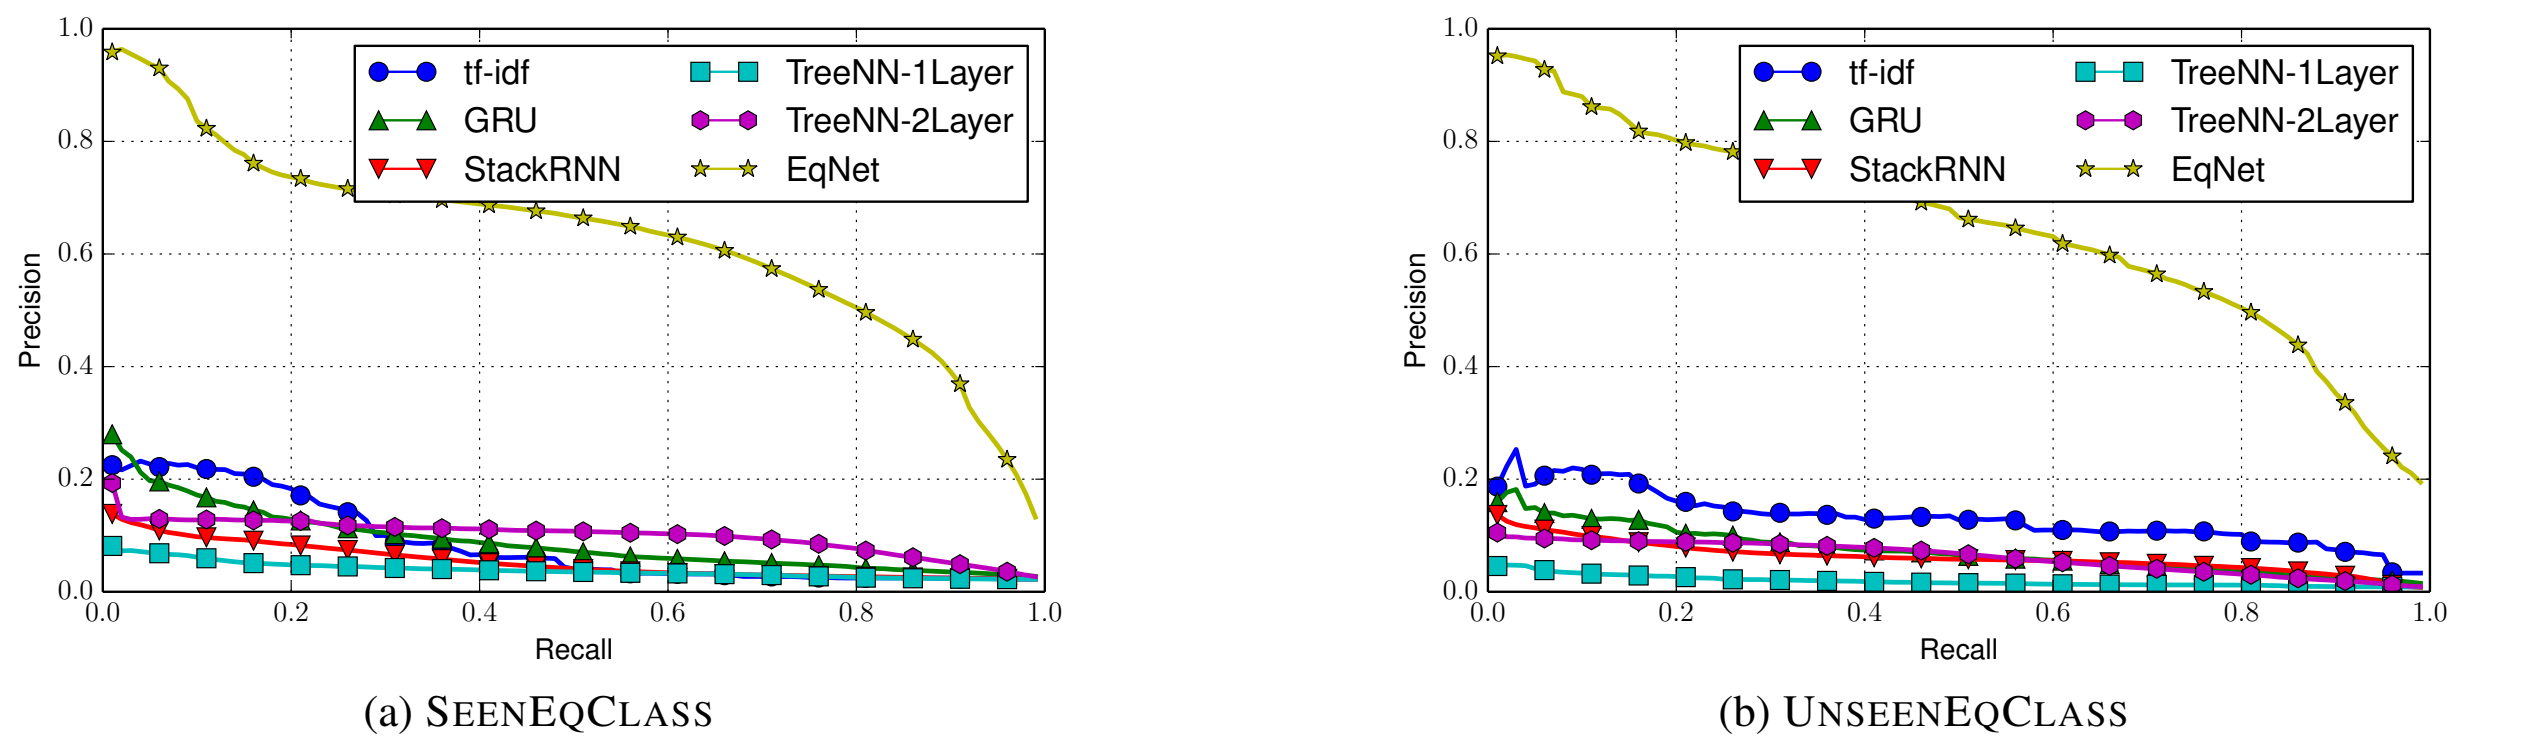 1.0
0.8
0.6
0.4
0.2
0.0
Precision
tf-idf
GRU
StackRNN
TreeNN-1Layer
TreeNN-2Layer
EqNet
0.0 0.2 0.4 0.6 0.8 1.0
Recall
(a) SEENEQCLASS
1.0
0.8
0.6
0.4
0.2
0.0
Precision
tf-idf
GRU
StackRNN
TreeNN-1Layer
TreeNN-2Layer
EqNet
0.0 0.2 0.4 0.6 0.8 1.0
Recall
(b) UNSEENEQCLASS